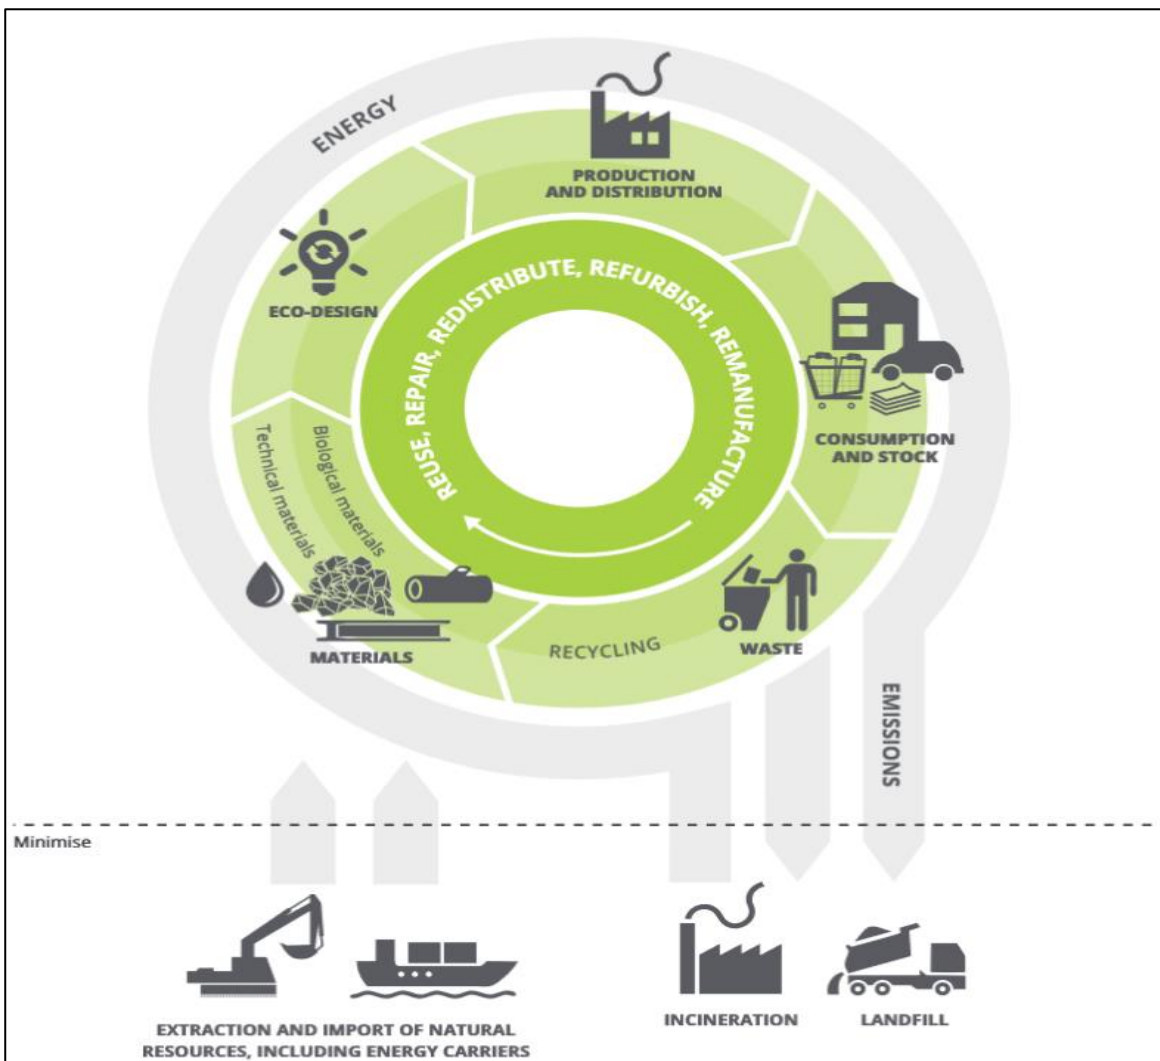 ENERGY
PRODUCTION
AND DISTRIBUTION
ECO-DESIGN
REUSE, REPAIR, REDISTRIBUTE, REFURBISH, REMANUFACTURE
CONSUMPTION
AND STOCK
Technical materials
Biological materials
MATERIALS
RECYCLING
WASTE
EMISSIONS
Minimise
EXTRACTION AND IMPORT OF NATURAL
RESOURCES, INCLUDING ENERGY CARRIERS
INCINERATION
LANDFILL